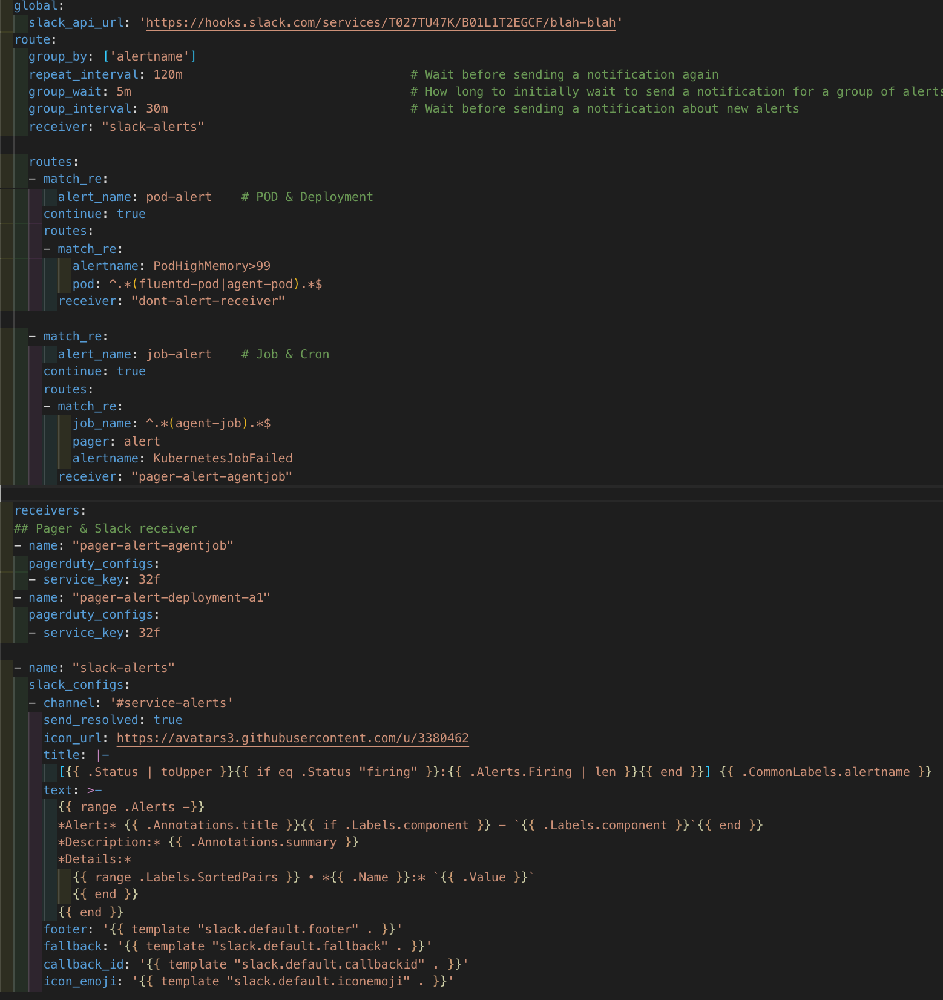 global:
  slack_api_url: 'https://hooks.slack.com/services/T027TU47K/B01L1T2EGCF/blah-blah'
route:
  group_by: ['alertname']
  repeat_interval: 120m                               # Wait before sending a notification again
  group_wait: 5m                                      # How long to initially wait to send a notification for a group of alerts
  group_interval: 30m                                 # Wait before sending a notification about new alerts
  receiver: "slack-alerts"

  routes:
  - match_re:
      alert_name: pod-alert    # POD & Deployment
    continue: true
    routes:
    - match_re:
        alertname: PodHighMemory>99
        pod: ^.*(fluentd-pod|agent-pod).*$
      receiver: "dont-alert-receiver"

  - match_re:
      alert_name: job-alert    # Job & Cron
    continue: true
    routes:
    - match_re:
        job_name: ^.*(agent-job).*$
        pager: alert
        alertname: KubernetesJobFailed
      receiver: "pager-alert-agentjob"

receivers:
## Pager & Slack receiver
- name: "pager-alert-agentjob"
  pagerduty_configs:
  - service_key: 32f
- name: "pager-alert-deployment-a1"
  pagerduty_configs:
  - service_key: 32f

- name: "slack-alerts"
  slack_configs:
  - channel: '#service-alerts'
    send_resolved: true
    icon_url: https://avatars3.githubusercontent.com/u/3380462
    title: |-
      [{{ .Status | toUpper }}{{ if eq .Status "firing" }}:{{ .Alerts.Firing | len }}{{ end }}] {{ .CommonLabels.alertname }}
    text: >-
      {{ range .Alerts -}}
      *Alert:* {{ .Annotations.title }}{{ if .Labels.component }} - `{{ .Labels.component }}`{{ end }}
      *Description:* {{ .Annotations.summary }}
      *Details:*
        {{ range .Labels.SortedPairs }} • *{{ .Name }}:* `{{ .Value }}`
        {{ end }}
      {{ end }}
    footer: '{{ template "slack.default.footer" . }}'
    fallback: '{{ template "slack.default.fallback" . }}'
    callback_id: '{{ template "slack.default.callbackid" . }}'
    icon_emoji: '{{ template "slack.default.iconemoji" . }}'